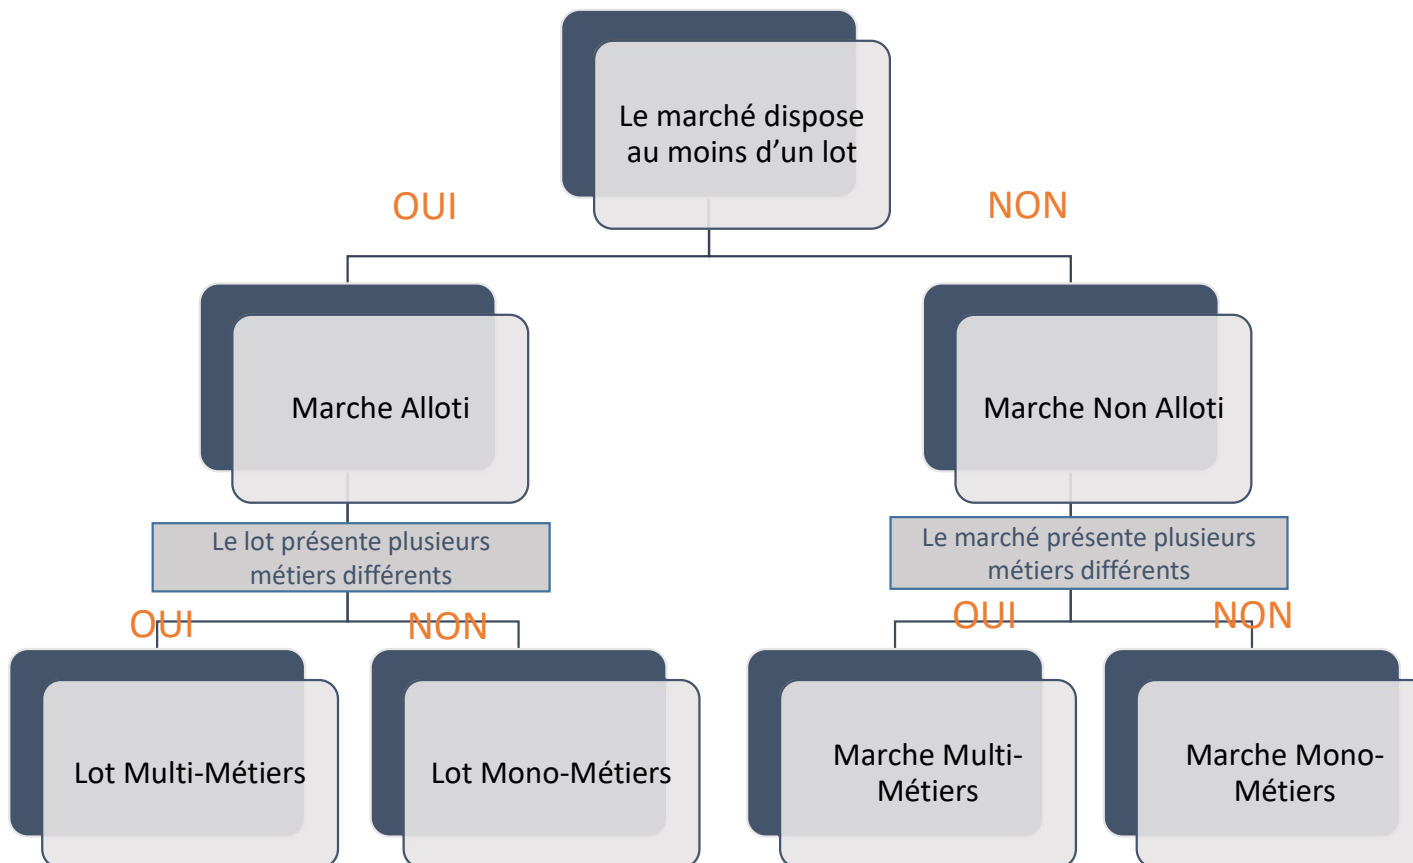 Le marché dispose
au moins d’un lot
OUI
NON
Marche Alloti
Marche Non Alloti
Le lot présente plusieurs
métiers différents
Le marché présente plusieurs
métiers différents
OUI
NON
OUI
NON
Lot Multi-Métiers
Lot Mono-Métiers
Marche Multi-
Métiers
Marche Mono-
Métiers